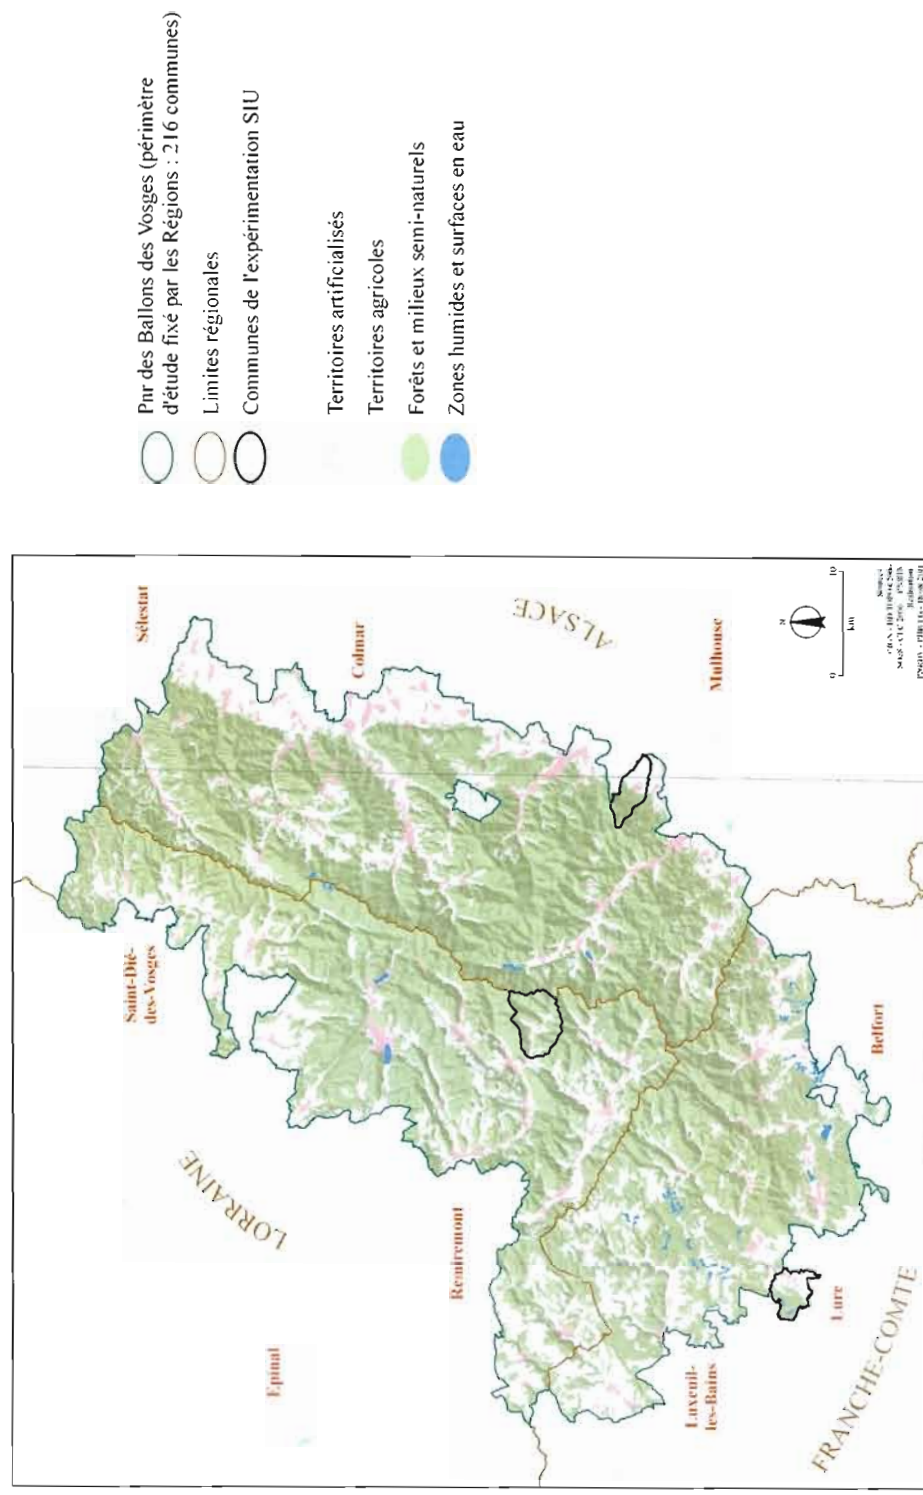 Pnr des Ballons des Vosges (périmètre
d'étude fixé par les Régions : 216 communes)
Limites régionales
Communes de l'expérimentation SIU
Territoires artificialisés
Territoires agricoles
Forêts et milieux semi-naturels
Zones humides et surfaces en eau
Sélestat
Saint-Dié-
des-Vosges
Colmar
ALSACE
LORRAINE
Epinal
Remiremont
Mulhouse
Luxeuil-
les-Bains
Lure
Belfort
FRANCHE-COMTE
N
0
10
km
Sources